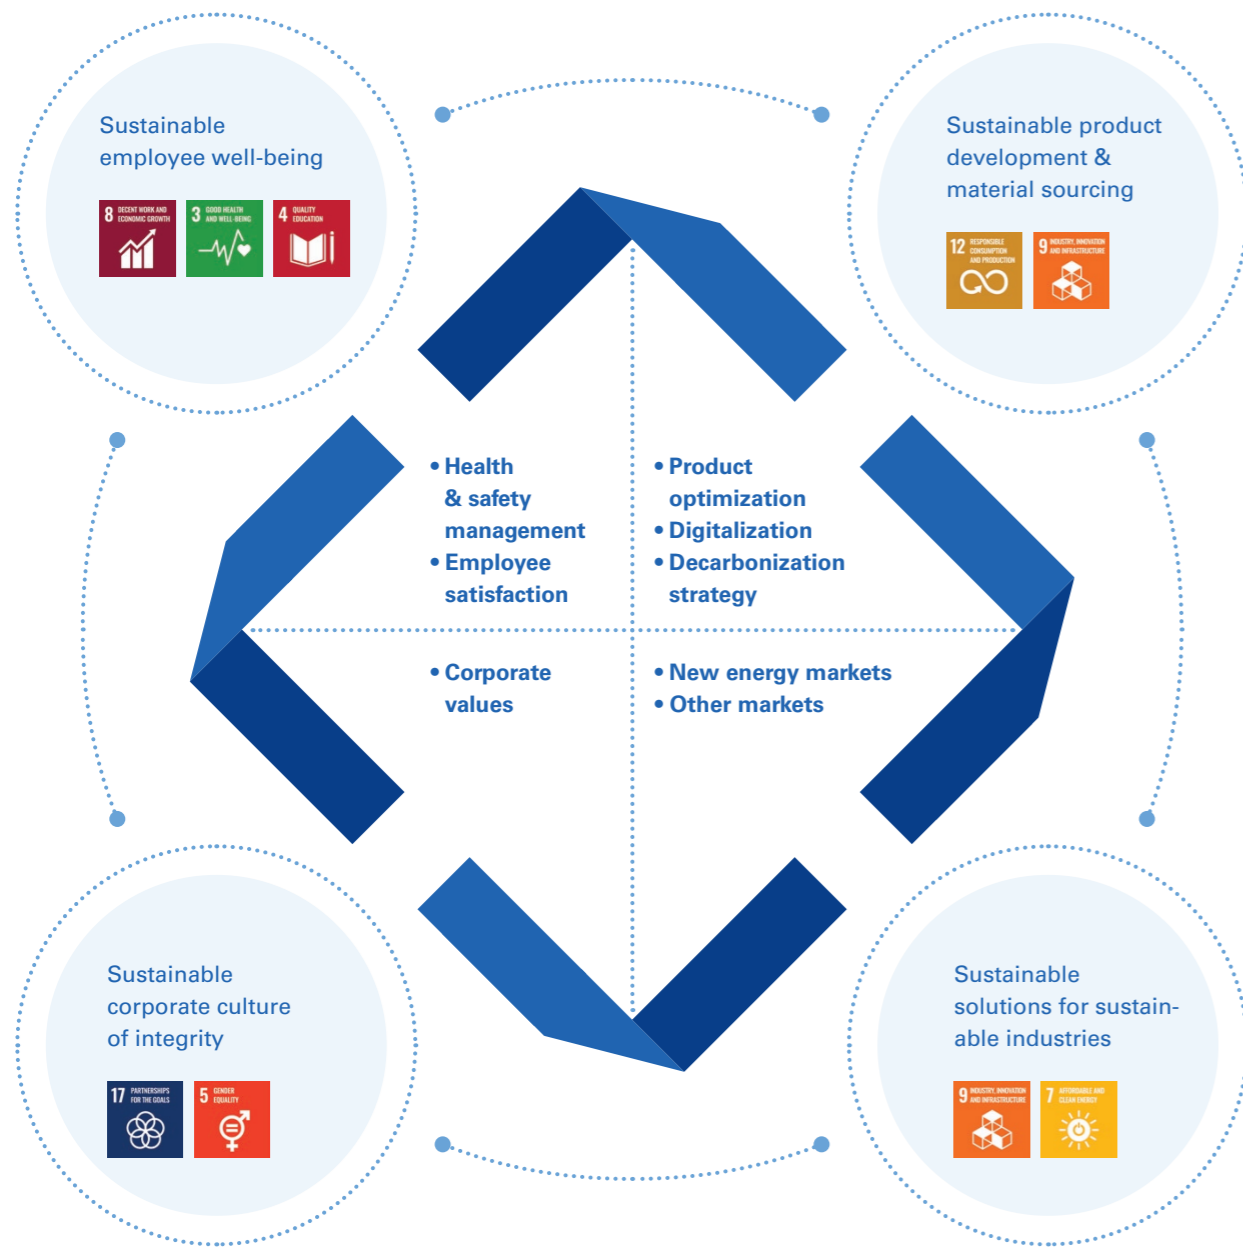 Sustainable
employee well-being
8 DECENT WORK AND
ECONOMIC GROWTH
3 GOOD HEALTH
AND WELL-BEING
4 QUALITY
EDUCATION
Sustainable product
development &
material sourcing
12 RESPONSIBLE
CONSUMPTION
AND PRODUCTION
9 INDUSTRY, INNOVATION
AND INFRASTRUCTURE
• Health
& safety
management
• Employee
satisfaction
• Product
optimization
• Digitalization
• Decarbonization
strategy
• Corporate
values
• New energy markets
• Other markets
Sustainable
corporate culture
of integrity
17 PARTNERSHIPS
FOR THE GOALS
5 GENDER
EQUALITY
Sustainable
solutions for sustain-
able industries
9 INDUSTRY, INNOVATION
AND INFRASTRUCTURE
7 AFFORDABLE AND
CLEAN ENERGY